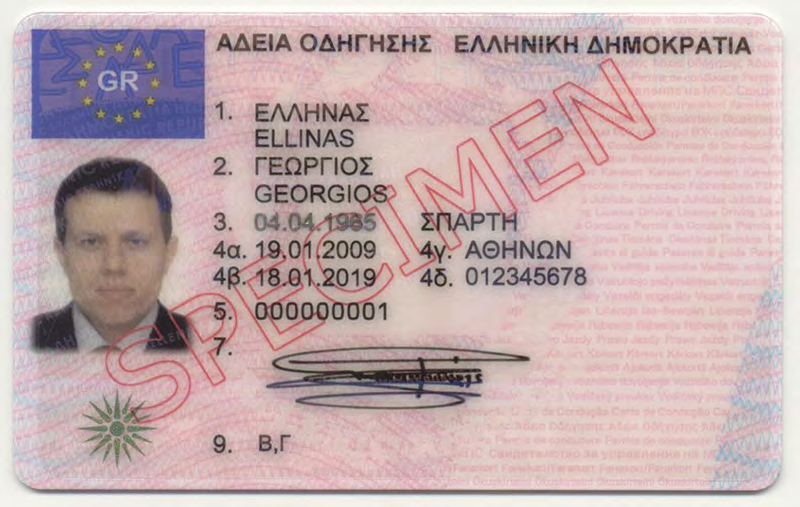 ΑΔΕΙΑ ΟΔΗΓΗΣΗΣ ΕΛΛΗΝΙΚΗ ΔΗΜΟΚΡΑΤΙΑ
GR
1. ΕΛΛΗΝΑΣ
ELLINAS
2. ΓΕΩΡΓΙΟΣ
GEORGIOS
3. 04.04.1985 ΣΠΑΡΤΗ
4α. 19.01.2009 4γ. ΑΘΗΝΩΝ
4β. 18.01.2019 4δ. 012345678
5. 000000001
7.
9. Β,Γ
SPECIMEN